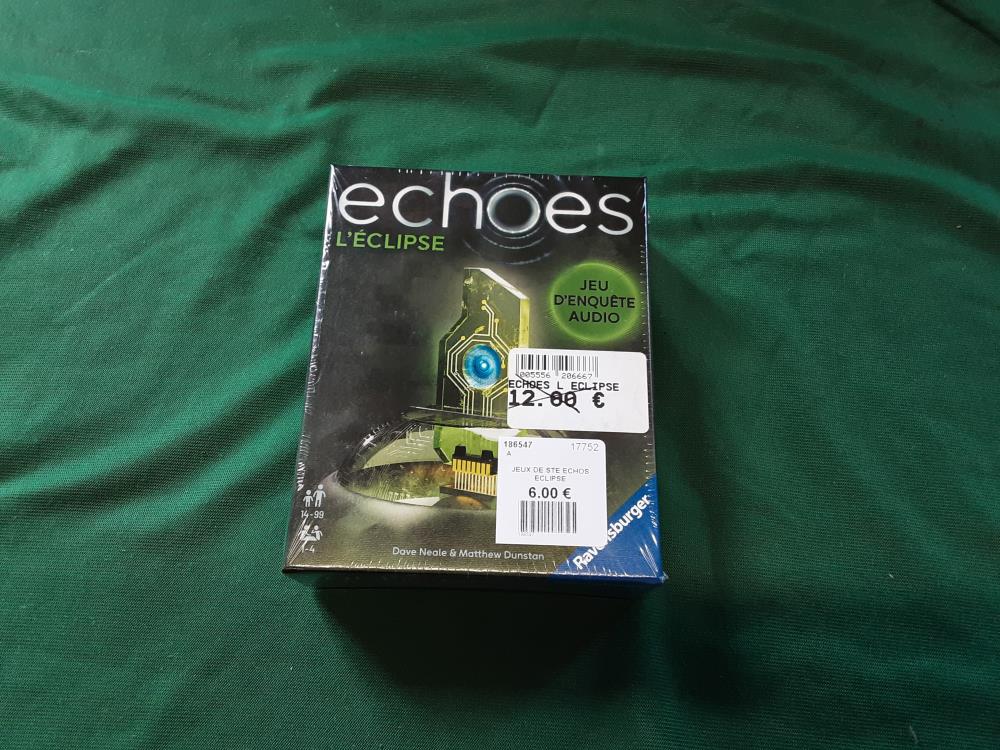 echoes
L'ÉCLIPSE
JEU
D'ENQUÊTE
AUDIO
005556 206667
ECHOES L ECLIPSE
12.00 €
186547 17752
A
JEUX DE STE ECHOS
ECLIPSE
6.00 €
14-99
1-4
Dave Neale & Matthew Dunstan
Ravensburger